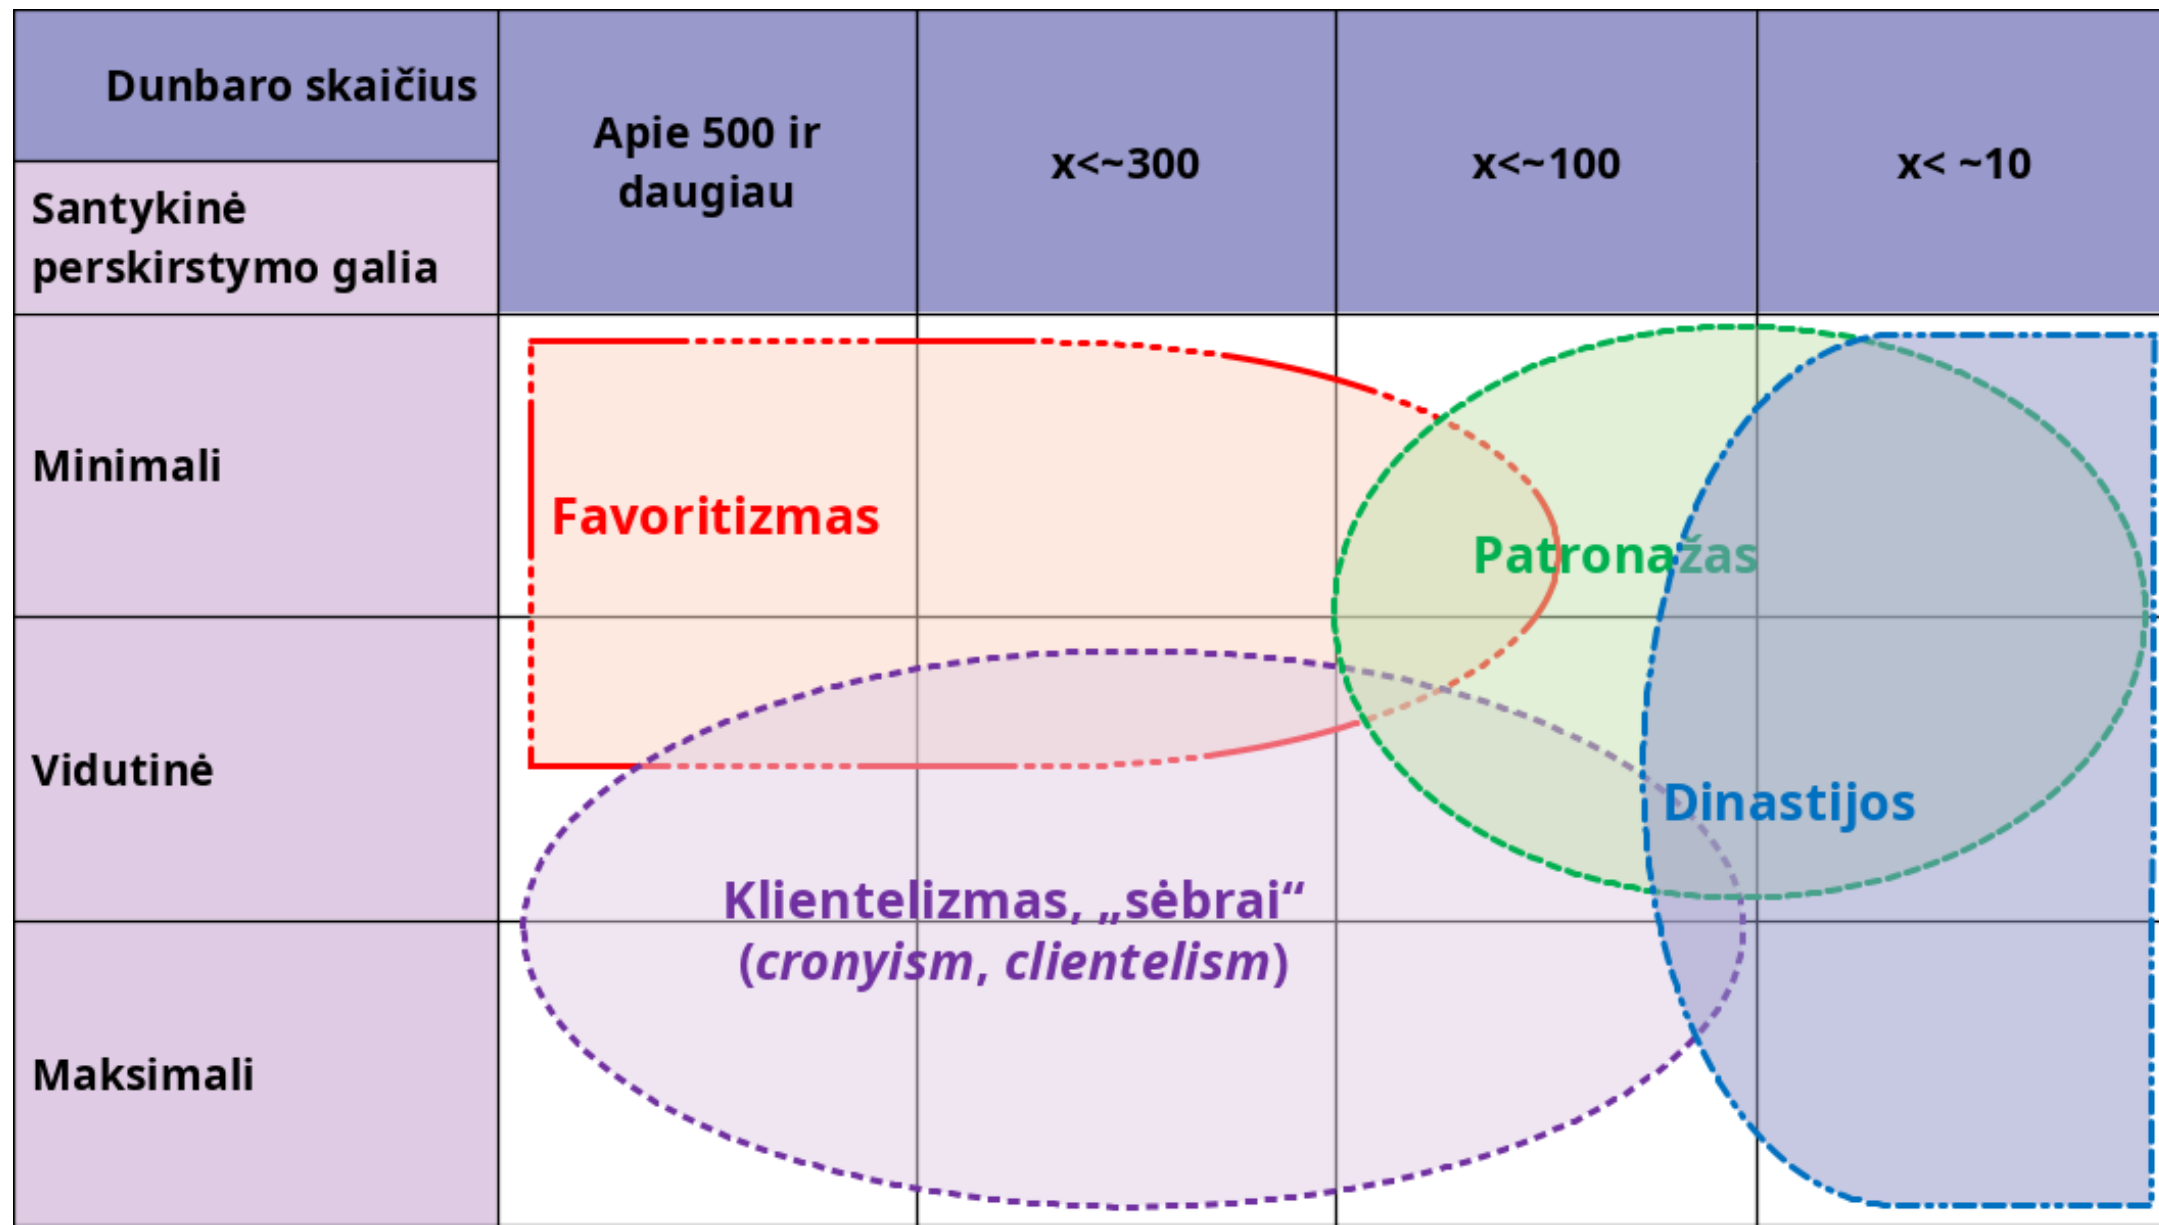 Dunbaro skaičius
Apie 500 ir
daugiau
x<~300
x<~100
x< ~10
Santykinė
perskirstymo galia
Minimali
Favoritizmas
Patronažas
Vidutinė
Dinastijos
Klientelizmas, „sėbrai“
(cronyism, clientelism)
Maksimali